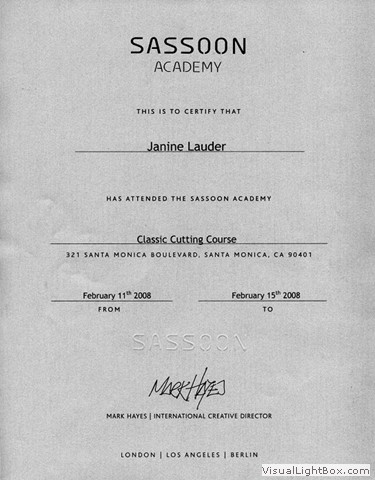 SASSOON
ACADEMY
THIS IS TO CERTIFY THAT
Janine Lauder
HAS ATTENDED THE SASSOON ACADEMY
Classic Cutting Course
321 SANTA MONICA BOULEVARD, SANTA MONICA, CA 90401
February 11th 2008 February 15th 2008
FROM TO
SASSOON
MARK HAYES
MARK HAYES | INTERNATIONAL CREATIVE DIRECTOR
LONDON | LOS ANGELES | BERLIN
VisualLightBox.com